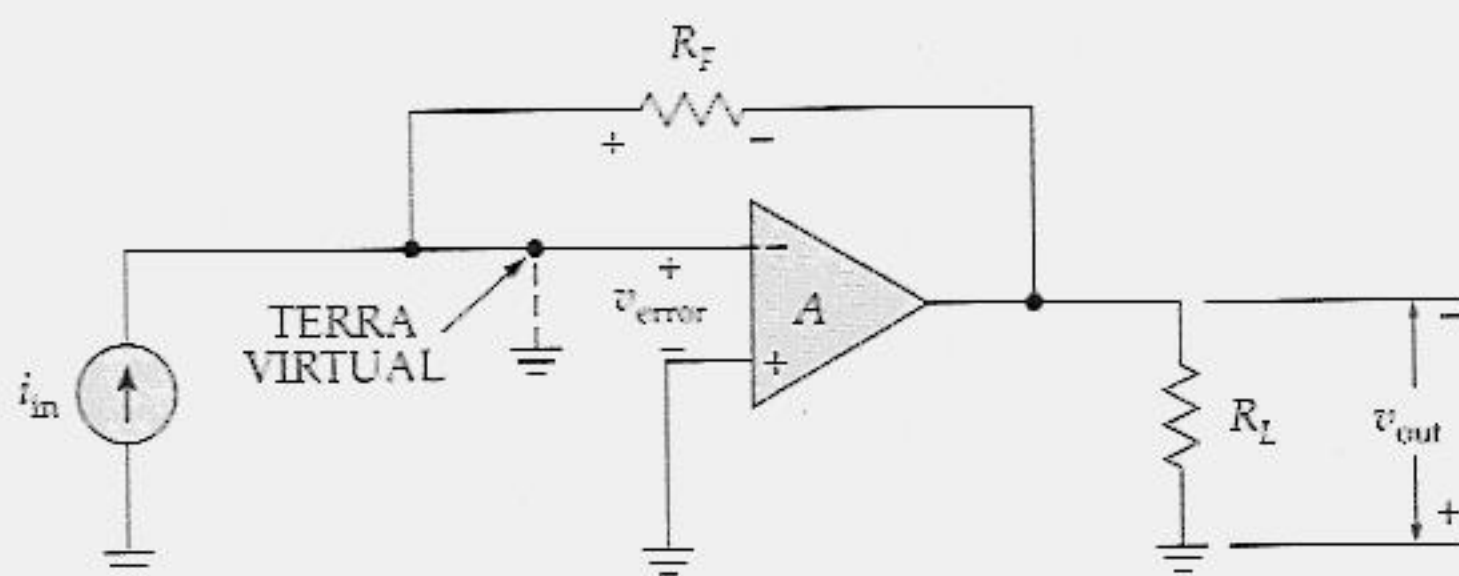 R_F
+ −
TERRA
VIRTUAL
+
v_error
−
−
A
+
i_in
R_L
−
v_out
+